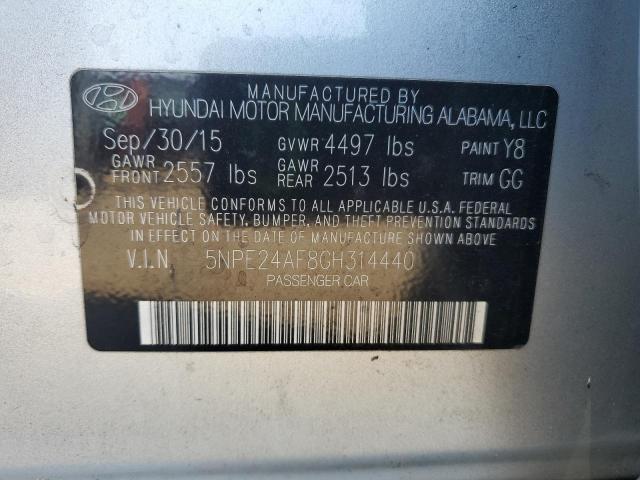 MANUFACTURED BY
HYUNDAI MOTOR MANUFACTURING ALABAMA, LLC
Sep/30/15 GVWR 4497 lbs PAINT Y8
GAWR FRONT 2557 lbs GAWR REAR 2513 lbs TRIM GG
THIS VEHICLE CONFORMS TO ALL APPLICABLE U.S.A. FEDERAL
MOTOR VEHICLE SAFETY, BUMPER, AND THEFT PREVENTION STANDARDS
IN EFFECT ON THE DATE OF MANUFACTURE SHOWN ABOVE.
V.I.N. 5NPE24AF8GH314440
PASSENGER CAR